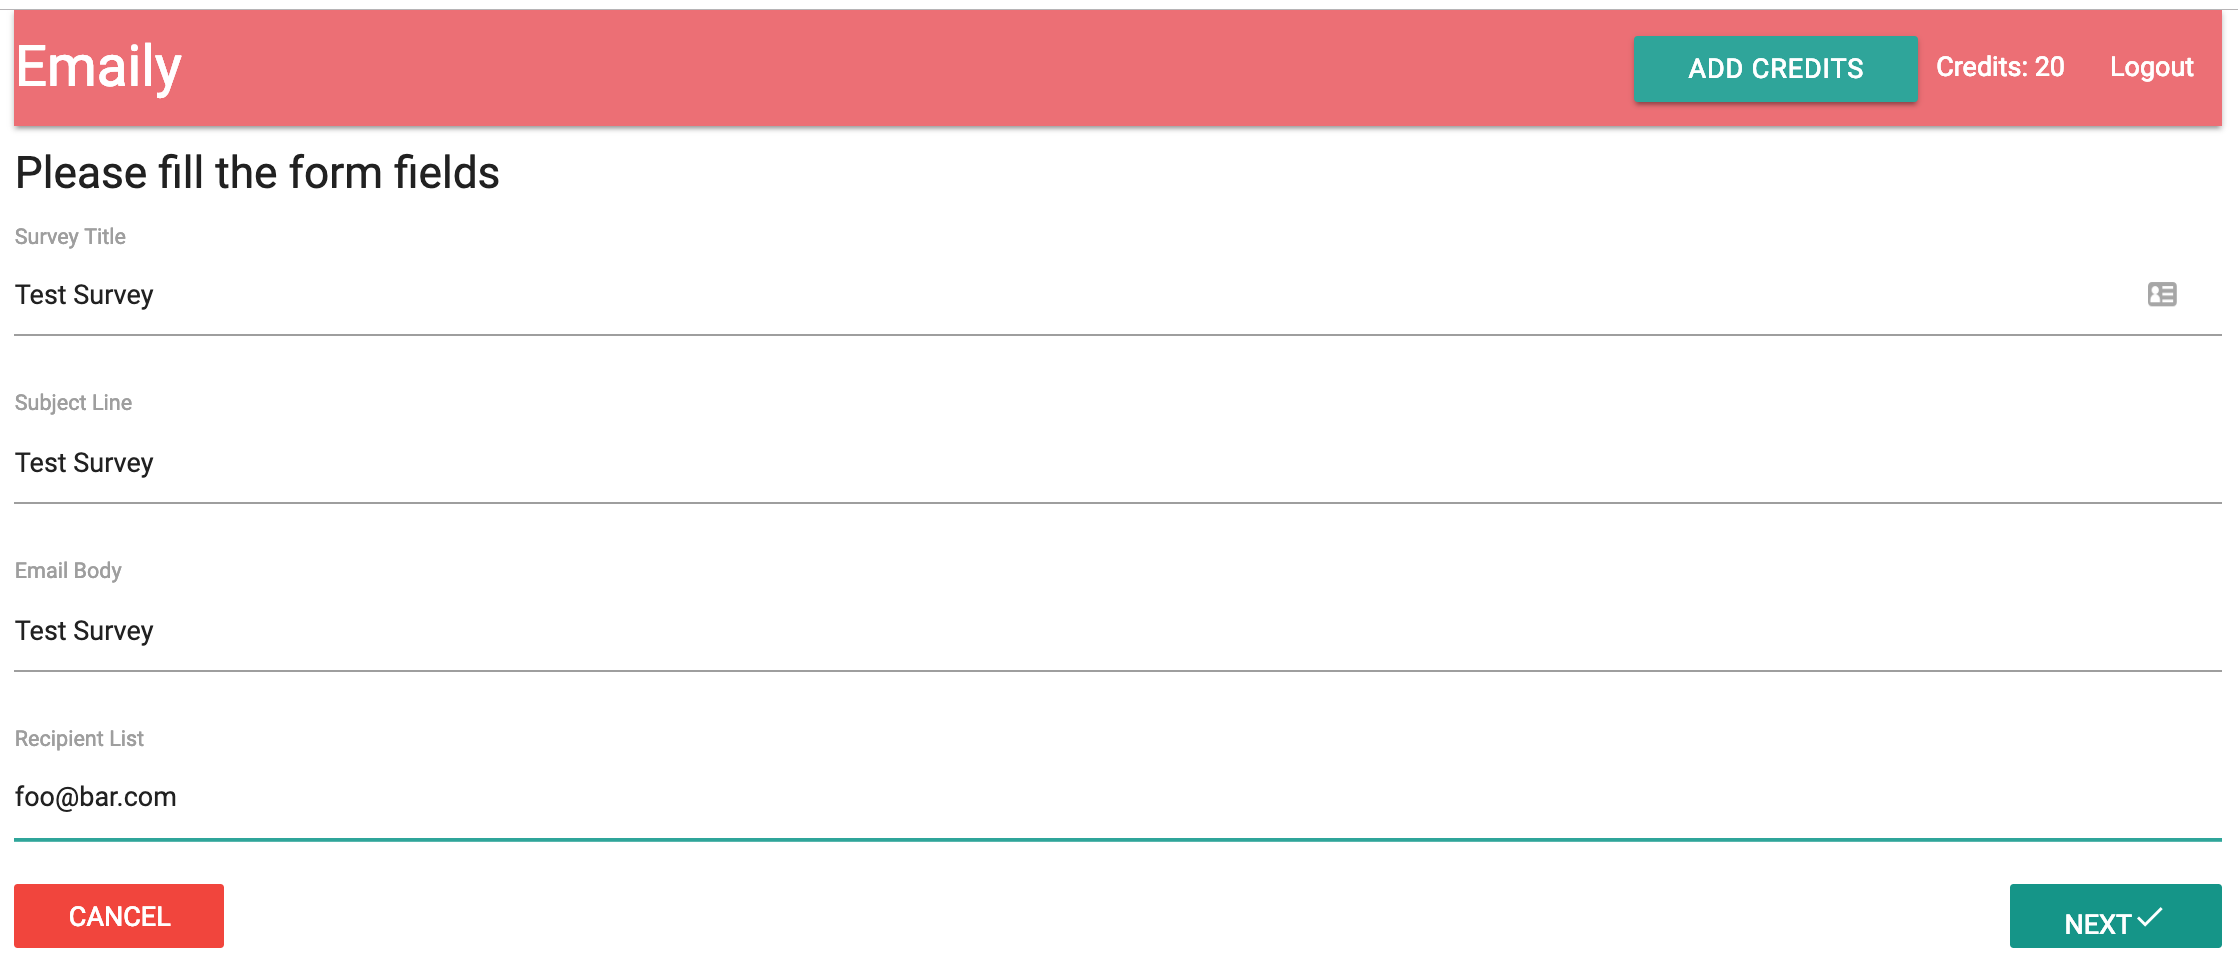 Emaily
ADD CREDITS
Credits: 20
Logout
Please fill the form fields
Survey Title
Test Survey
Subject Line
Test Survey
Email Body
Test Survey
Recipient List
foo@bar.com
CANCEL
NEXT